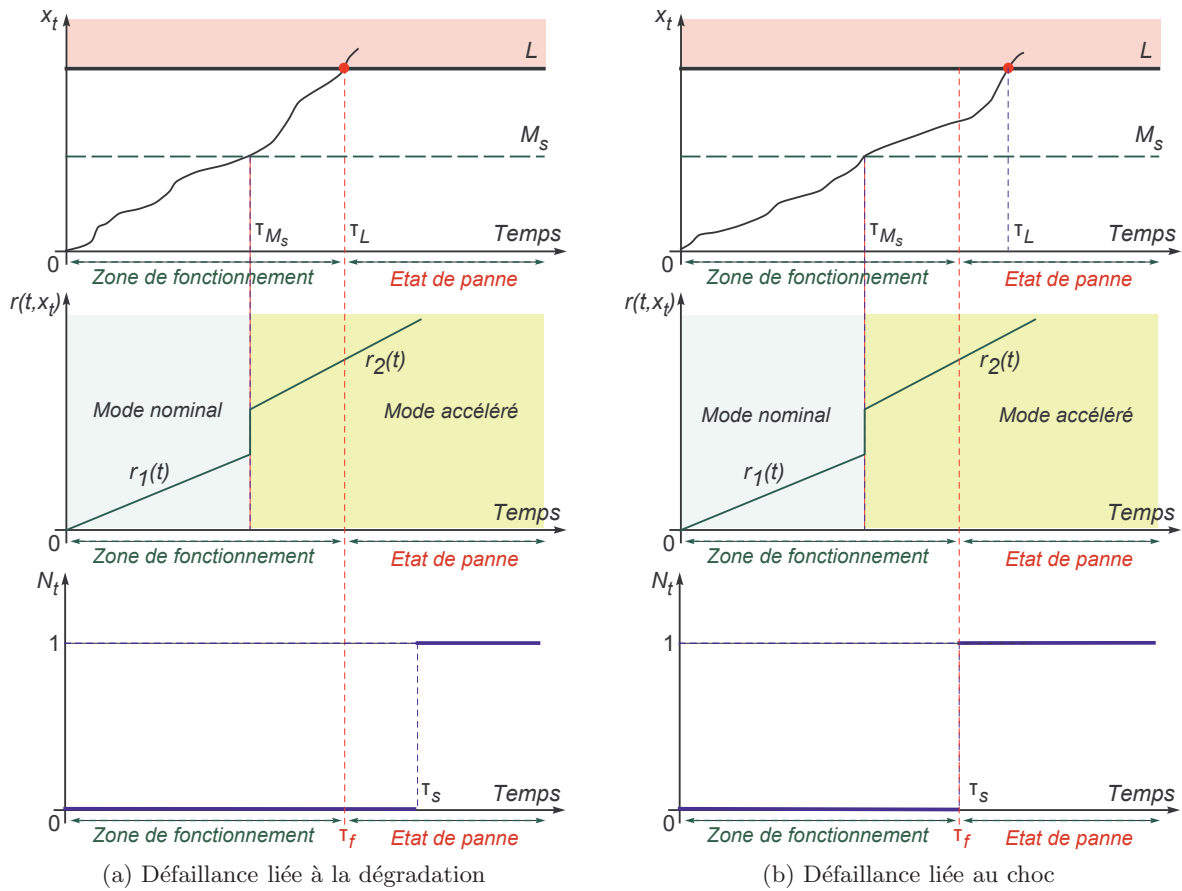 x_t
L
M_s
τ_{M_s}
τ_L
Temps
0
Zone de fonctionnement
Etat de panne
r(t,x_t)
r_2(t)
Mode nominal
Mode accéléré
r_1(t)
Temps
0
Zone de fonctionnement
Etat de panne
N_t
1
τ_s
Temps
0
Zone de fonctionnement
τ_f
Etat de panne
(a) Défaillance liée à la dégradation
x_t
L
M_s
τ_{M_s}
τ_L
Temps
0
Zone de fonctionnement
Etat de panne
r(t,x_t)
r_2(t)
Mode nominal
Mode accéléré
r_1(t)
Temps
0
Zone de fonctionnement
Etat de panne
N_t
1
τ_s
Temps
0
Zone de fonctionnement
τ_f
Etat de panne
(b) Défaillance liée au choc